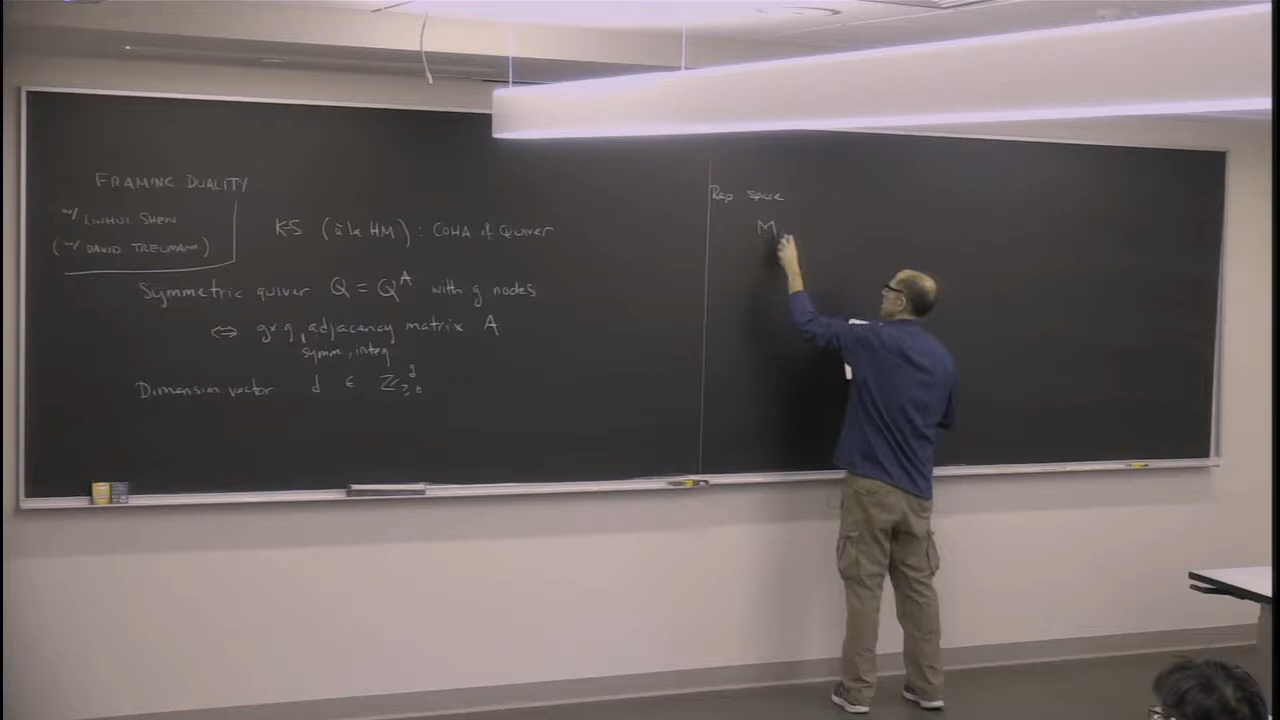 FRAMING DUALITY
w/ LINHUI SHEN
(w/ DAVID TREUMANN)
K-S (à la HM) : COHA of Quiver
Symmetric quiver Q = Q^A with g nodes
⇔ g×g adjacency matrix A
symm, integ
Dimension vector d ∈ ℤ^g_≥0
Rep space
M